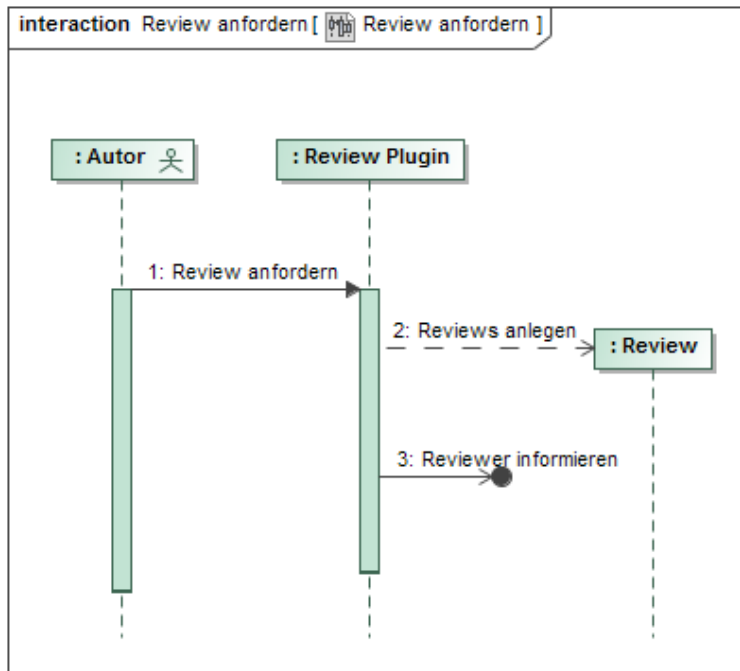 interaction Review anfordern [ Review anfordern ]
: Autor
: Review Plugin
1: Review anfordern
2: Reviews anlegen
: Review
3: Reviewer informieren